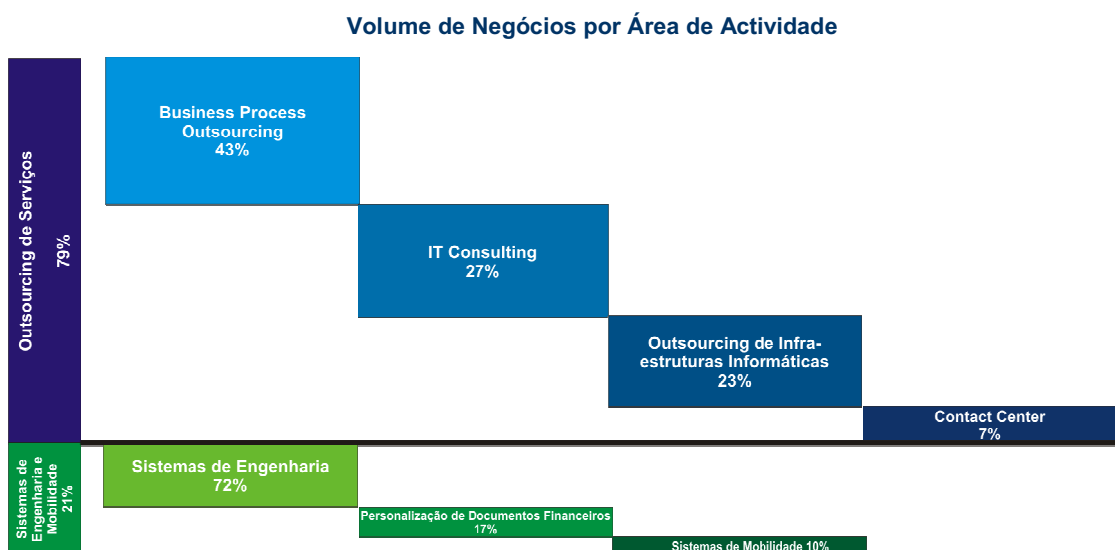 Volume de Negócios por Área de Actividade
Outsourcing de Serviços
79%
Business Process
Outsourcing
43%
IT Consulting
27%
Outsourcing de Infra-
estruturas Informáticas
23%
Contact Center
7%
Sistemas de
Engenharia e
Mobilidade
21%
Sistemas de Engenharia
72%
Personalização de Documentos Financeiros
17%
Sistemas de Mobilidade 10%